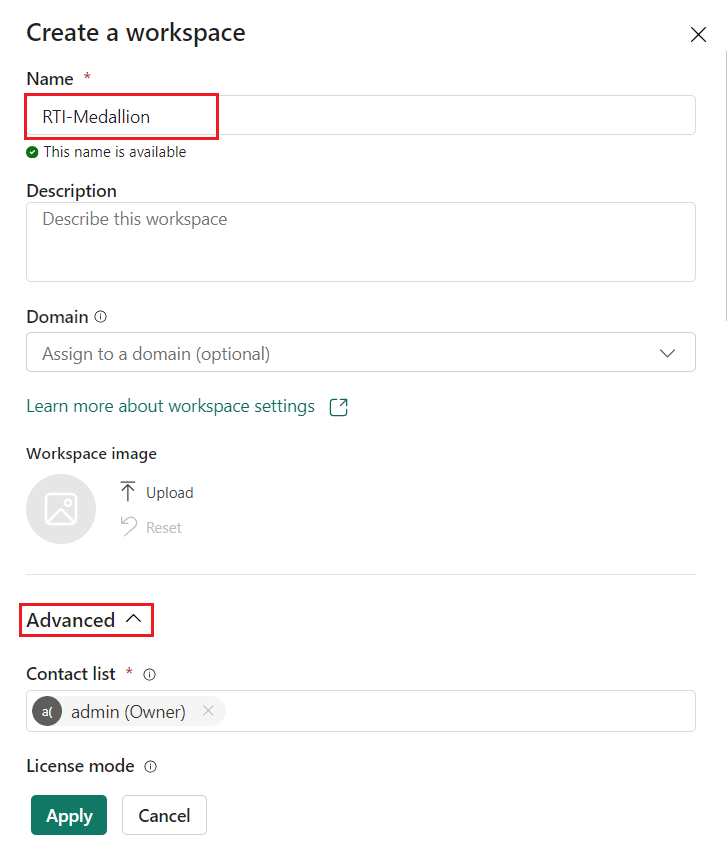 Create a workspace
Name *
RTI-Medallion
This name is available
Description
Describe this workspace
Domain
Assign to a domain (optional)
Learn more about workspace settings
Workspace image
Upload
Reset
Advanced
Contact list *
a( admin (Owner)
License mode
Apply Cancel